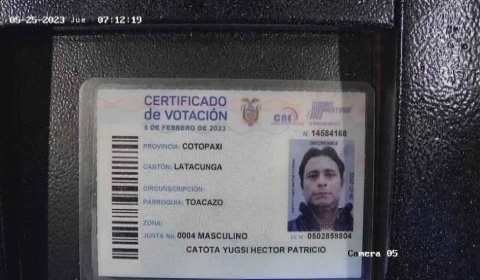 05-25-2023 Jue 07:12:19
CERTIFICADO
de VOTACIÓN
5 DE FEBRERO DE 2023
CNE
N 14584168
PROVINCIA: COTOPAXI
CANTÓN: LATACUNGA
CIRCUNSCRIPCIÓN:
PARROQUIA: TOACAZO
ZONA:
JUNTA No. 0004 MASCULINO
CC N° 0502859804
CATOTA YUGSI HECTOR PATRICIO
Camera 05